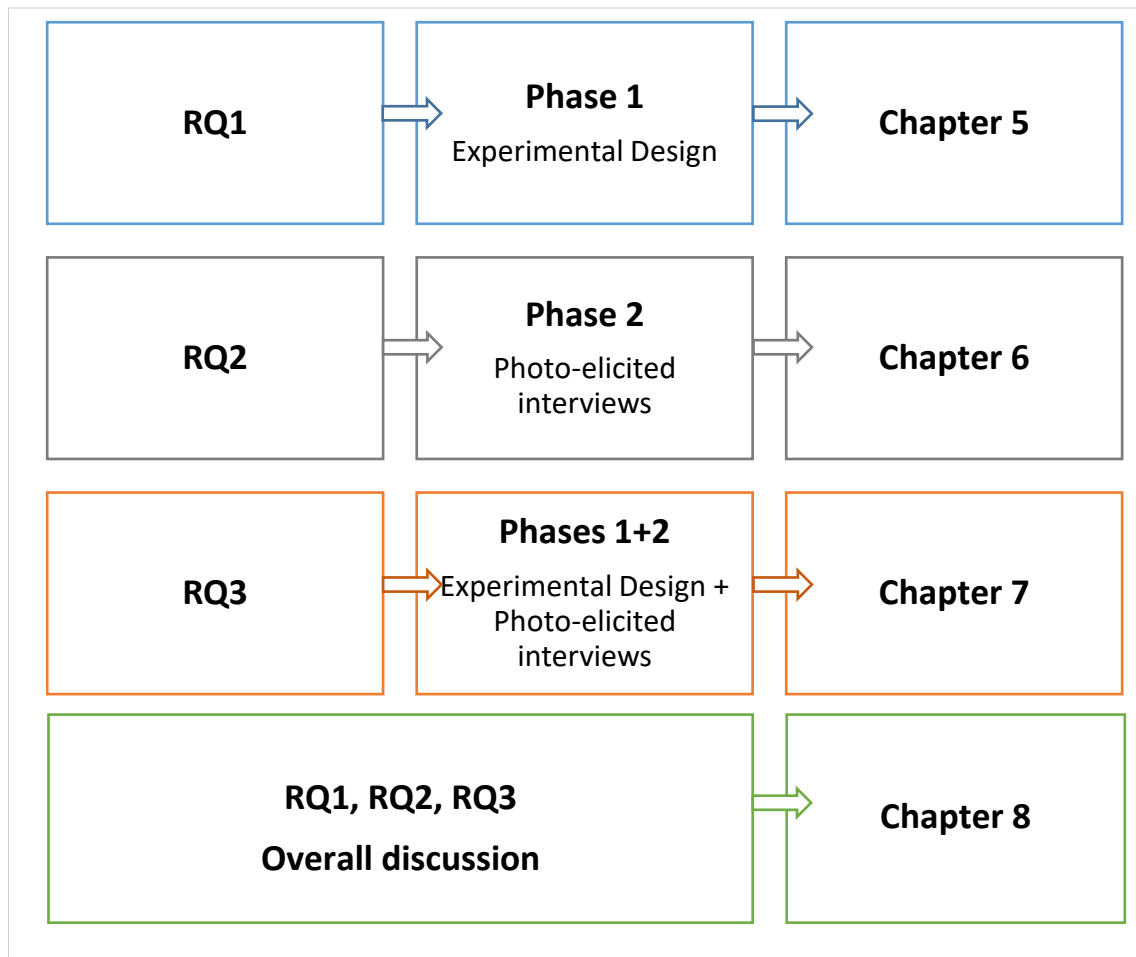 RQ1
Phase 1
Experimental Design
Chapter 5
RQ2
Phase 2
Photo-elicited
interviews
Chapter 6
RQ3
Phases 1+2
Experimental Design +
Photo-elicited
interviews
Chapter 7
RQ1, RQ2, RQ3
Overall discussion
Chapter 8